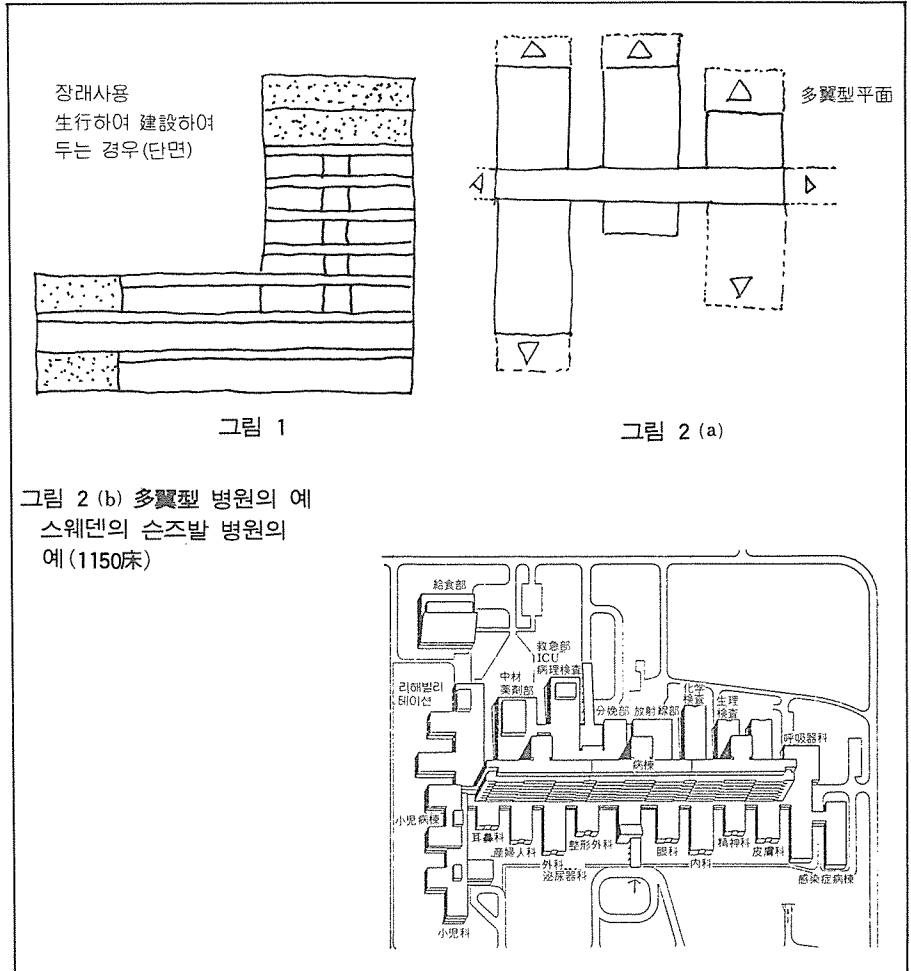 장래사용
生行하여 建設하여
두는 경우(단면)
多翼型平面
그림 1
그림 2 (a)
그림 2 (b) 多翼型 병원의 예
스웨덴의 슨즈발 병원의
예(1150床)
給食部
救急部
ICU
病理検査
리해빌리
테이션
中材
薬剤部
分娩部
放射線部
化学
検査
生理
検査
呼吸器科
病棟
小児病棟
耳鼻科
産婦人科
外科
泌尿器科
整形外科
眼科
内科
精神科
皮膚科
感染症病棟
小児科